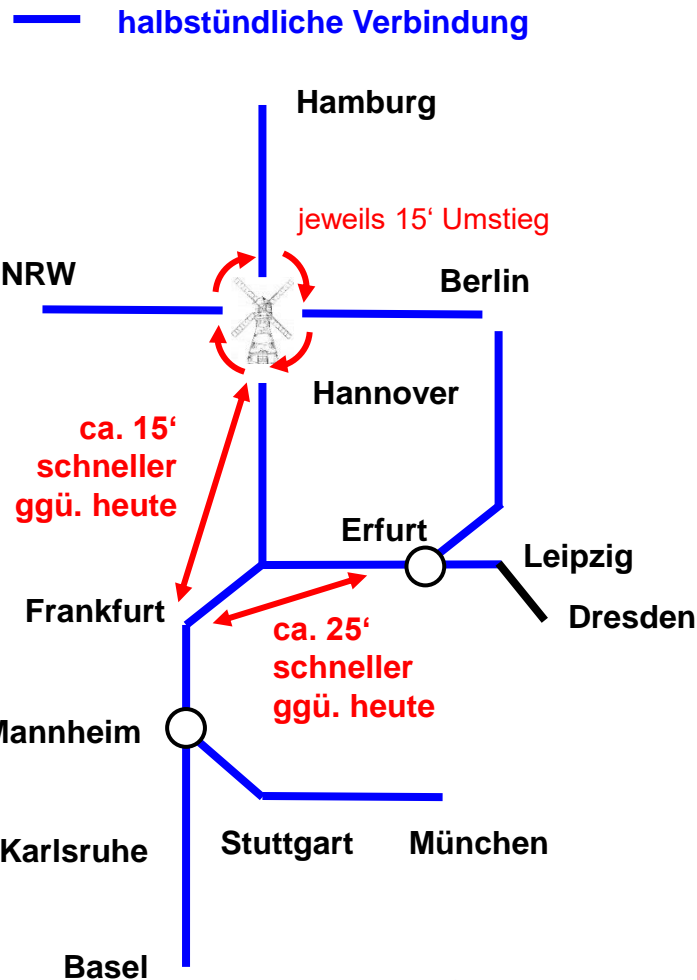 halbstündliche Verbindung
Hamburg
jeweils 15‘ Umstieg
NRW
Berlin
Hannover
ca. 15‘
schneller
ggü. heute
Erfurt
Leipzig
Frankfurt
Dresden
ca. 25‘
schneller
ggü. heute
Mannheim
Karlsruhe
Stuttgart
München
Basel